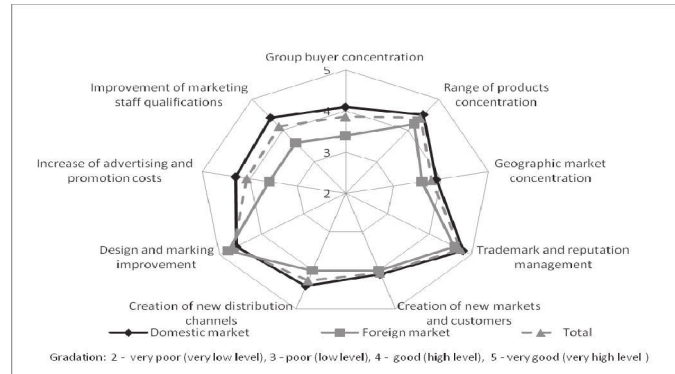 Group buyer concentration
5
Improvement of marketing
staff qualifications
Range of products
concentration
4
Increase of advertising and
promotion costs
3
Geographic market
concentration
2
Design and marking
improvement
Trademark and reputation
management
Creation of new distribution
channels
Creation of new markets
and customers
Domestic market
Foreign market
Total
Gradation: 2 - very poor (very low level), 3 - poor (low level), 4 - good (high level), 5 - very good (very high level )